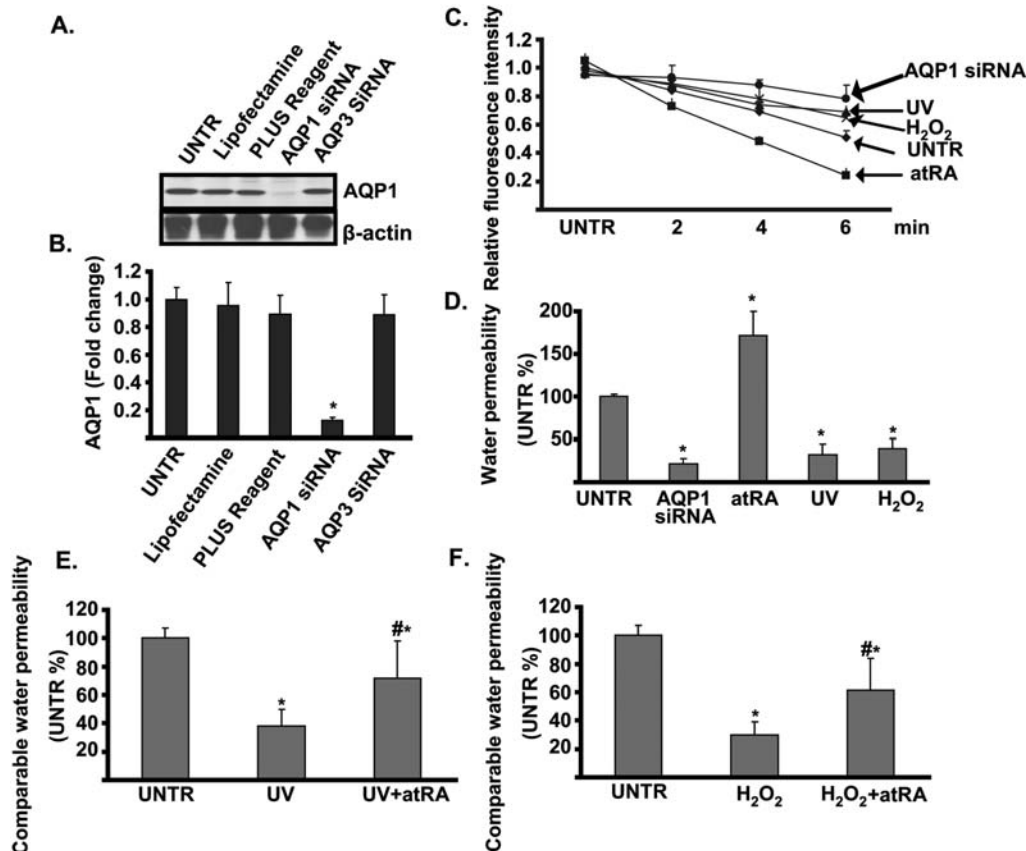 A.
UNTR
Lipofectamine
PLUS Reagent
AQP1 siRNA
AQP3 SiRNA
AQP1
β-actin
B.
AQP1 (Fold change)
1.2
1.0
0.8
0.6
0.4
0.2
*
UNTR
Lipofectamine
PLUS Reagent
AQP1 siRNA
AQP3 SiRNA
C.
Relative fluorescence intensity
1.2
1.0
0.8
0.6
0.4
0.2
AQP1 siRNA
UV
H₂O₂
UNTR
atRA
UNTR 2 4 6 min
D.
Water permeability
(UNTR %)
200
150
100
50
*
*
*
*
UNTR AQP1 siRNA atRA UV H₂O₂
E.
Comparable water permeability
(UNTR %)
120
100
80
60
40
20
*
#*
UNTR UV UV+atRA
F.
Comparable water permeability
(UNTR %)
120
100
80
60
40
20
*
#*
UNTR H₂O₂ H₂O₂+atRA